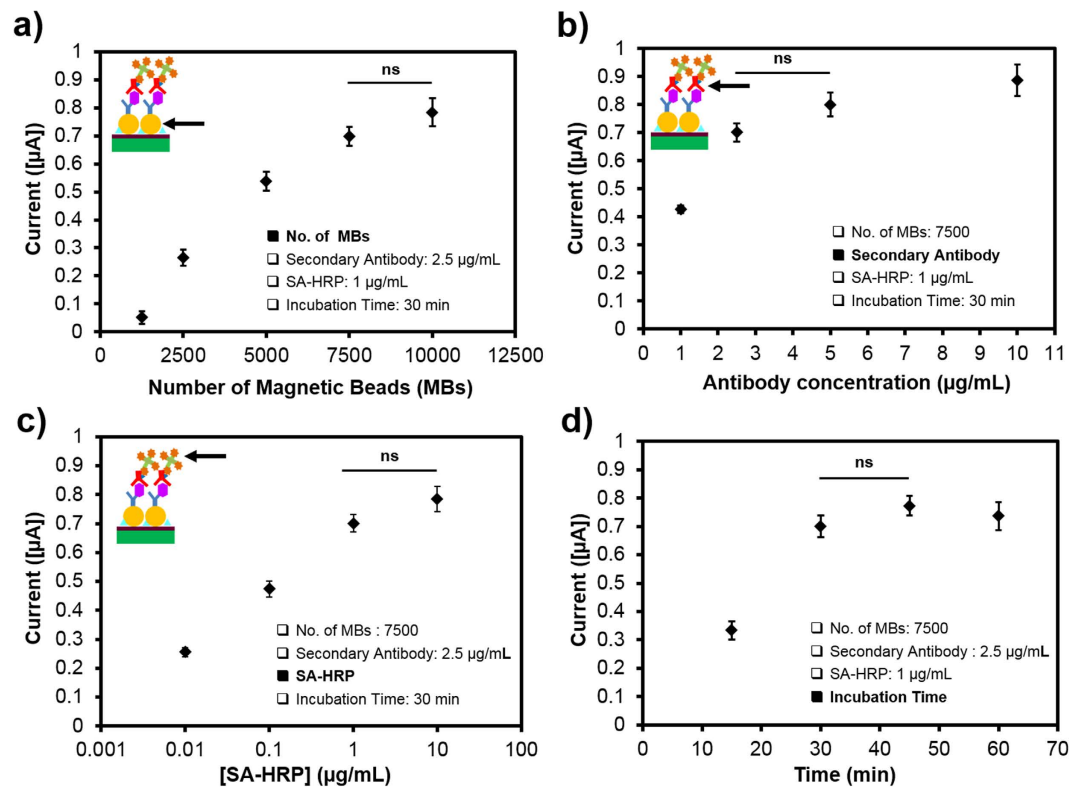 a)
1
0.9
0.8
0.7
0.6
0.5
0.4
0.3
0.2
0.1
0
Current ([µA])
ns
No. of MBs
Secondary Antibody: 2.5 µg/mL
SA-HRP: 1 µg/mL
Incubation Time: 30 min
0 2500 5000 7500 10000 12500
Number of Magnetic Beads (MBs)
b)
1
0.9
0.8
0.7
0.6
0.5
0.4
0.3
0.2
0.1
0
Current ([µA])
ns
No. of MBs: 7500
Secondary Antibody
SA-HRP: 1 µg/mL
Incubation Time: 30 min
0 1 2 3 4 5 6 7 8 9 10 11
Antibody concentration (µg/mL)
c)
1
0.9
0.8
0.7
0.6
0.5
0.4
0.3
0.2
0.1
0
Current ([µA])
ns
No. of MBs : 7500
Secondary Antibody: 2.5 µg/mL
SA-HRP
Incubation Time: 30 min
0.001 0.01 0.1 1 10 100
[SA-HRP] (µg/mL)
d)
1
0.9
0.8
0.7
0.6
0.5
0.4
0.3
0.2
0.1
0
Current ([µA])
ns
No. of MBs: 7500
Secondary Antibody : 2.5 µg/mL
SA-HRP: 1 µg/mL
Incubation Time
0 10 20 30 40 50 60 70
Time (min)